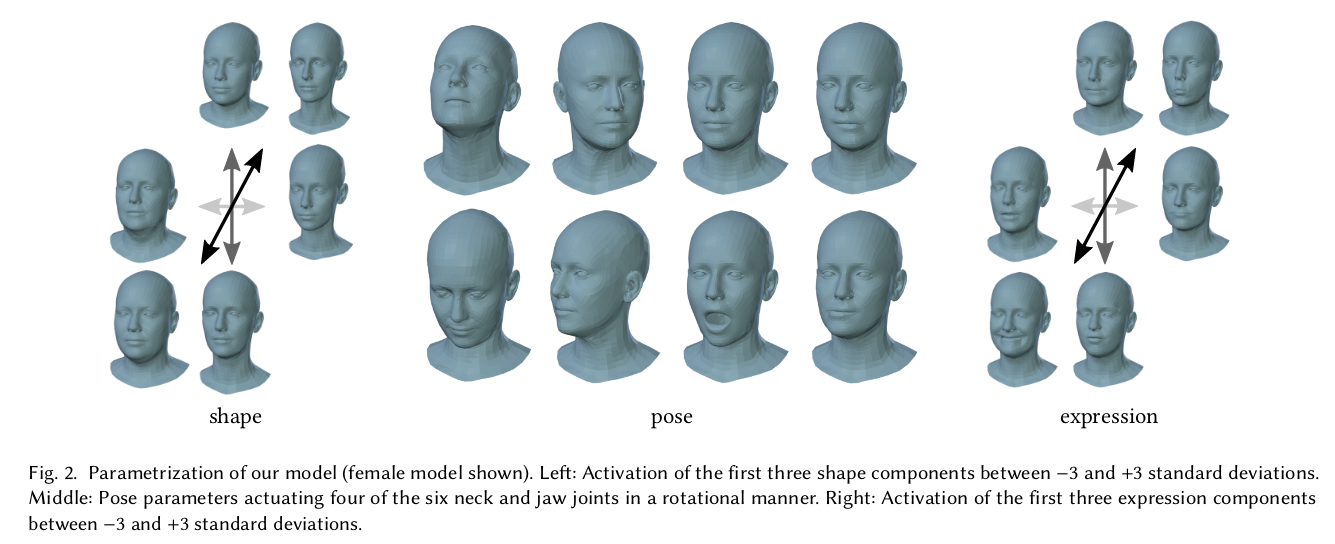 shape
pose
expression
Fig. 2. Parametrization of our model (female model shown). Left: Activation of the first three shape components between −3 and +3 standard deviations.
Middle: Pose parameters actuating four of the six neck and jaw joints in a rotational manner. Right: Activation of the first three expression components
between −3 and +3 standard deviations.